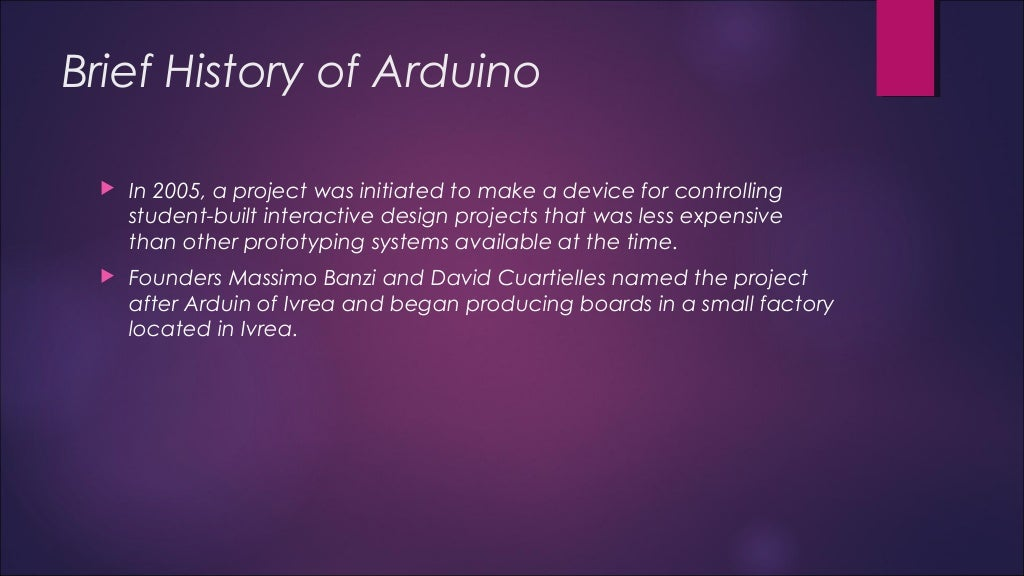 Brief History of Arduino
In 2005, a project was initiated to make a device for controlling
student-built interactive design projects that was less expensive
than other prototyping systems available at the time.
Founders Massimo Banzi and David Cuartielles named the project
after Arduin of Ivrea and began producing boards in a small factory
located in Ivrea.